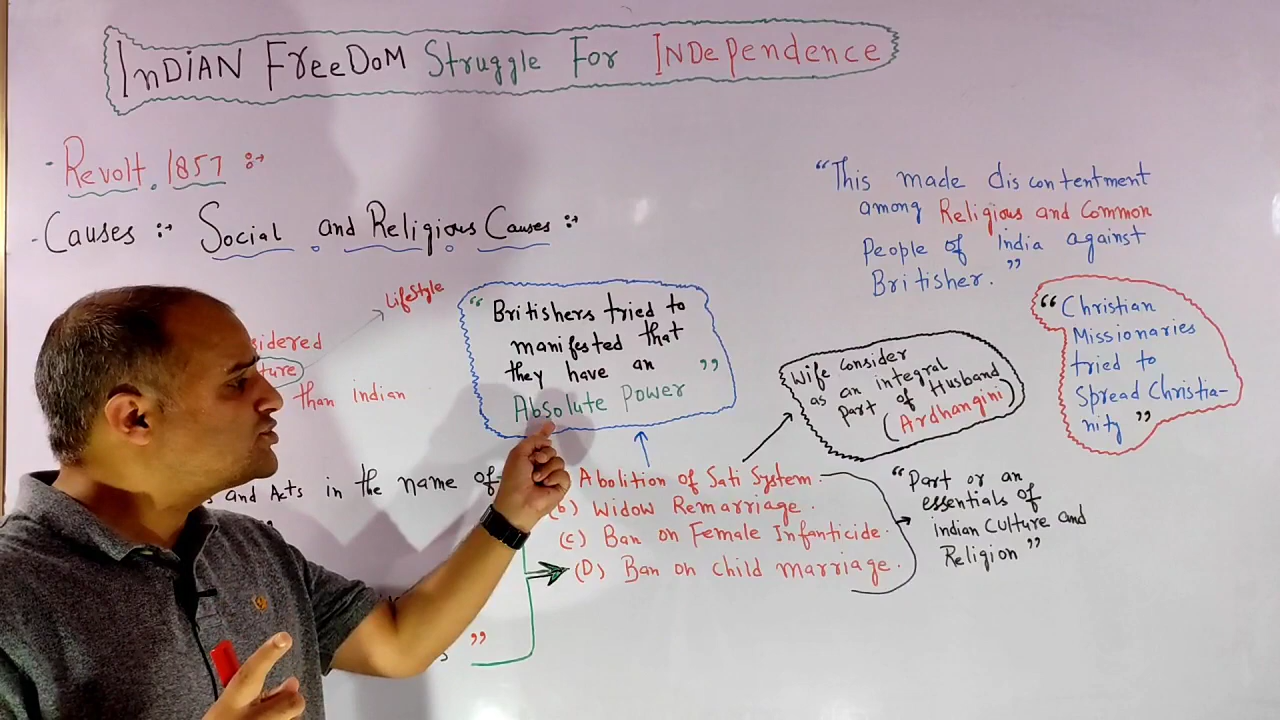 InDIAN FreeDoM Struggle For INDependence
- Revolt 1857 ::→
- Causes ::→ Social and Religious Causes ::→
Lifestyle
than indian
and Acts in the name of
”
“ Britishers tried to
manifested that
they have an ”
Absolute Power
Abolition of Sati System.
(b) Widow Remarriage.
(c) Ban on Female Infanticide.
(D) Ban on child marriage.
Wife consider
as an integral
part of Husband
(Ardhangini)
“Part or an
essentials of
indian Culture and
Religion ”
“This made discontentment
among Religious and Common
People of India against
Britisher. ”
“ Christian
Missionaries
tried to
Spread Christia-
nity ”